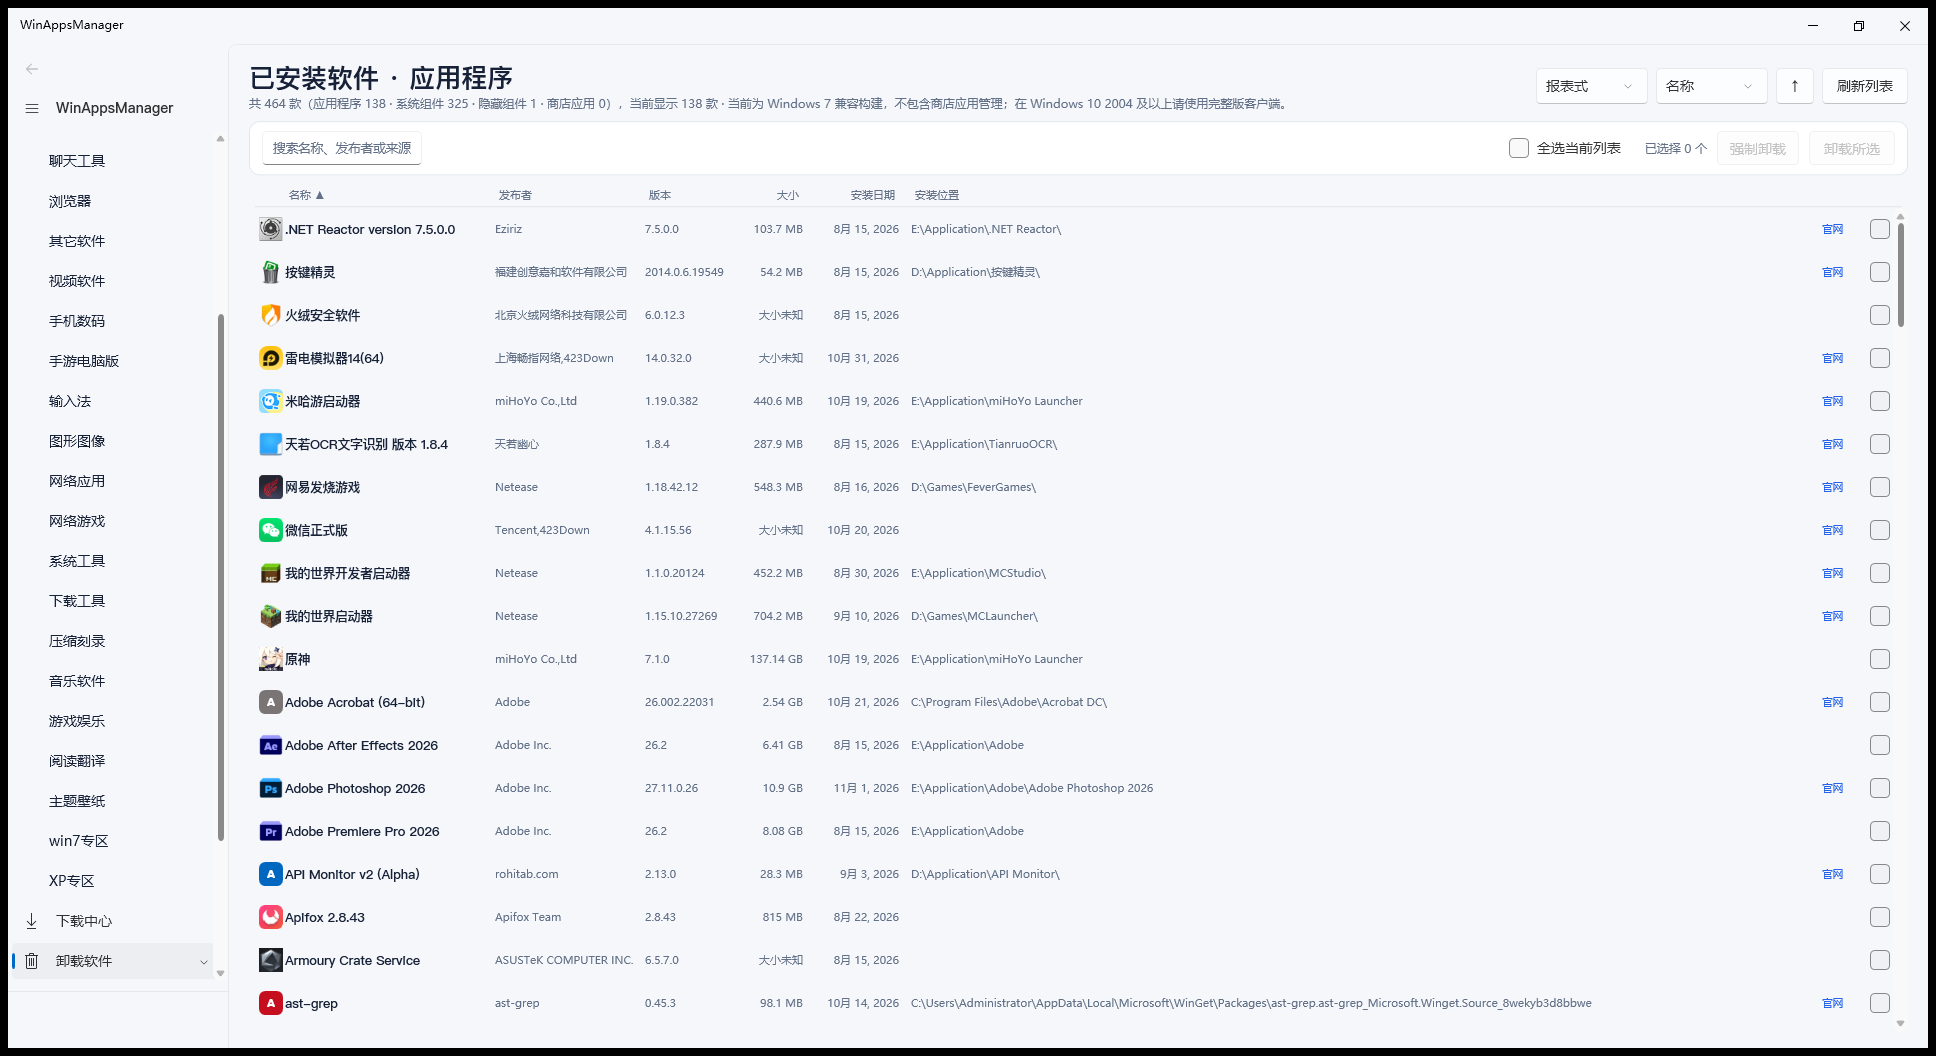 WinAppsManager
WinAppsManager
聊天工具
浏览器
其它软件
视频软件
手机数码
手游电脑版
输入法
图形图像
网络应用
网络游戏
系统工具
下载工具
压缩刻录
音乐软件
游戏娱乐
阅读翻译
主题壁纸
win7专区
XP专区
下载中心
卸载软件
已安装软件 · 应用程序
共 464 款（应用程序 138 · 系统组件 325 · 隐藏组件 1 · 商店应用 0），当前显示 138 款 · 当前为 Windows 7 兼容构建，不包含商店应用管理；在 Windows 10 2004 及以上请使用完整版客户端。
报表式 名称 ↑ 刷新列表
搜索名称、发布者或来源 全选当前列表 已选择 0 个 强制卸载 卸载所选
名称 ▲ 发布者 版本 大小 安装日期 安装位置
.NET Reactor version 7.5.0.0 Eziriz 7.5.0.0 103.7 MB 8月 15, 2026 E:\Application\.NET Reactor\ 官网
按键精灵 福建创意嘉和软件有限公司 2014.0.6.19549 54.2 MB 8月 15, 2026 D:\Application\按键精灵\ 官网
火绒安全软件 北京火绒网络科技有限公司 6.0.12.3 大小未知 8月 15, 2026
雷电模拟器14(64) 上海畅指网络,423Down 14.0.32.0 大小未知 10月 31, 2026 官网
米哈游启动器 miHoYo Co.,Ltd 1.19.0.382 440.6 MB 10月 19, 2026 E:\Application\miHoYo Launcher 官网
天若OCR文字识别 版本 1.8.4 天若幽心 1.8.4 287.9 MB 8月 15, 2026 E:\Application\TianruoOCR\ 官网
网易发烧游戏 Netease 1.18.42.12 548.3 MB 8月 16, 2026 D:\Games\FeverGames\ 官网
微信正式版 Tencent,423Down 4.1.15.56 大小未知 10月 20, 2026 官网
MC 我的世界开发者启动器 Netease 1.1.0.20124 452.2 MB 8月 30, 2026 E:\Application\MCStudio\ 官网
我的世界启动器 Netease 1.15.10.27269 704.2 MB 9月 10, 2026 D:\Games\MCLauncher\ 官网
原神 miHoYo Co.,Ltd 7.1.0 137.14 GB 10月 19, 2026 E:\Application\miHoYo Launcher
A Adobe Acrobat (64-bit) Adobe 26.002.22031 2.54 GB 10月 21, 2026 C:\Program Files\Adobe\Acrobat DC\ 官网
Ae Adobe After Effects 2026 Adobe Inc. 26.2 6.41 GB 8月 15, 2026 E:\Application\Adobe
Ps Adobe Photoshop 2026 Adobe Inc. 27.11.0.26 10.9 GB 11月 1, 2026 E:\Application\Adobe\Adobe Photoshop 2026 官网
Pr Adobe Premiere Pro 2026 Adobe Inc. 26.2 8.08 GB 8月 15, 2026 E:\Application\Adobe
A API Monitor v2 (Alpha) rohitab.com 2.13.0 28.3 MB 9月 3, 2026 D:\Application\API Monitor\ 官网
Apifox 2.8.43 Apifox Team 2.8.43 815 MB 8月 22, 2026
Armoury Crate Service ASUSTeK COMPUTER INC. 6.5.7.0 大小未知 8月 15, 2026
A ast-grep ast-grep 0.45.3 98.1 MB 10月 14, 2026 C:\Users\Administrator\AppData\Local\Microsoft\WinGet\Packages\ast-grep.ast-grep_Microsoft.Winget.Source_8wekyb3d8bbwe 官网